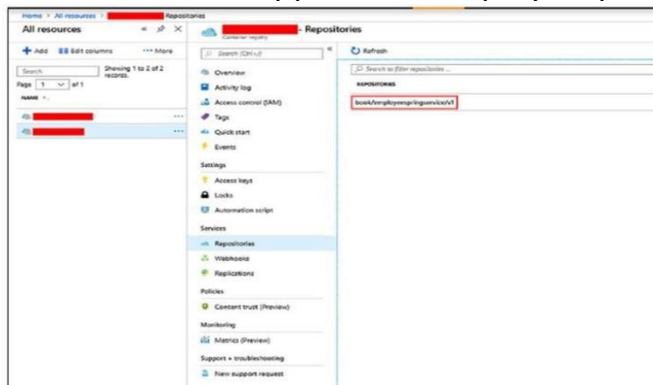 Home > All resources > - Repositories
All resources
+ Add Edit columns ··· More
Search
Showing 1 to 2 of 2 records.
Page 1 of 1
NAME
- Repositories
Container registry
Search (Ctrl+/)
Overview
Activity log
Access control (IAM)
Tags
Quick start
Events
Settings
Access keys
Locks
Automation script
Services
Repositories
Webhooks
Replications
Policies
Content trust (Preview)
Monitoring
Metrics (Preview)
Support + troubleshooting
New support request
Refresh
Search to filter repositories ...
REPOSITORIES
book/employeespringservice/v1